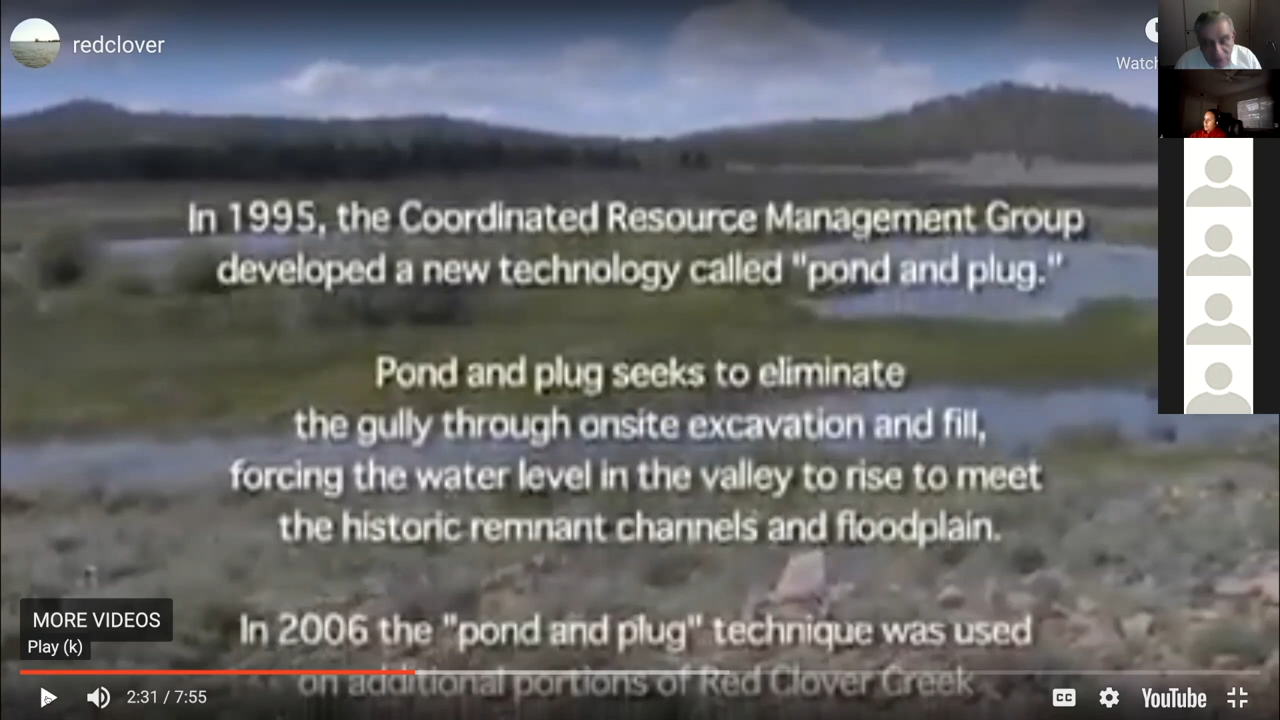 redclover
Watch
In 1995, the Coordinated Resource Management Group
developed a new technology called "pond and plug."
Pond and plug seeks to eliminate
the gully through onsite excavation and fill,
forcing the water level in the valley to rise to meet
the historic remnant channels and floodplain.
In 2006 the "pond and plug" technique was used
on additional portions of Red Clover Creek
MORE VIDEOS
Play (k)
2:31 / 7:55
CC
YouTube